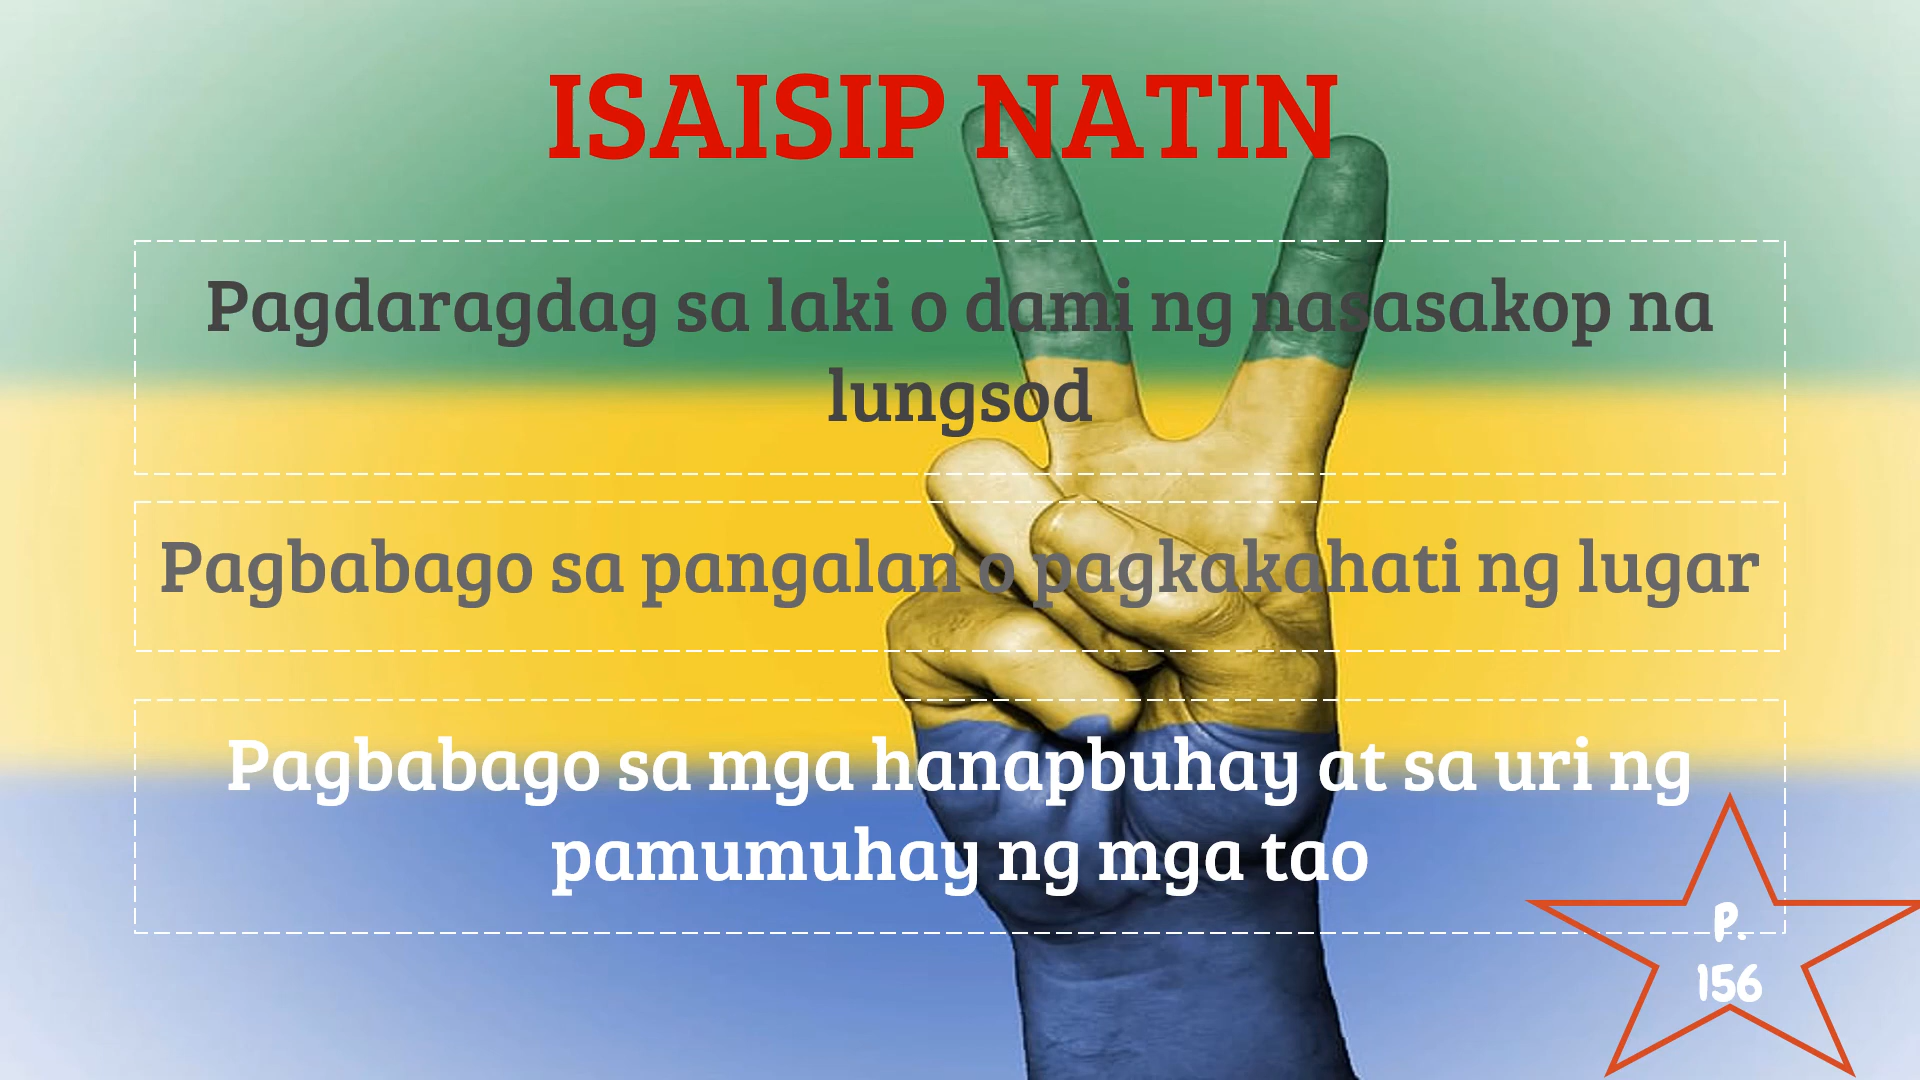 ISAISIP NATIN
Pagdaragdag sa laki o dami ng nasasakop na
lungsod
Pagbabago sa pangalan o pagkakahati ng lugar
Pagbabago sa mga hanapbuhay at sa uri ng
pamumuhay ng mga tao
P.
156